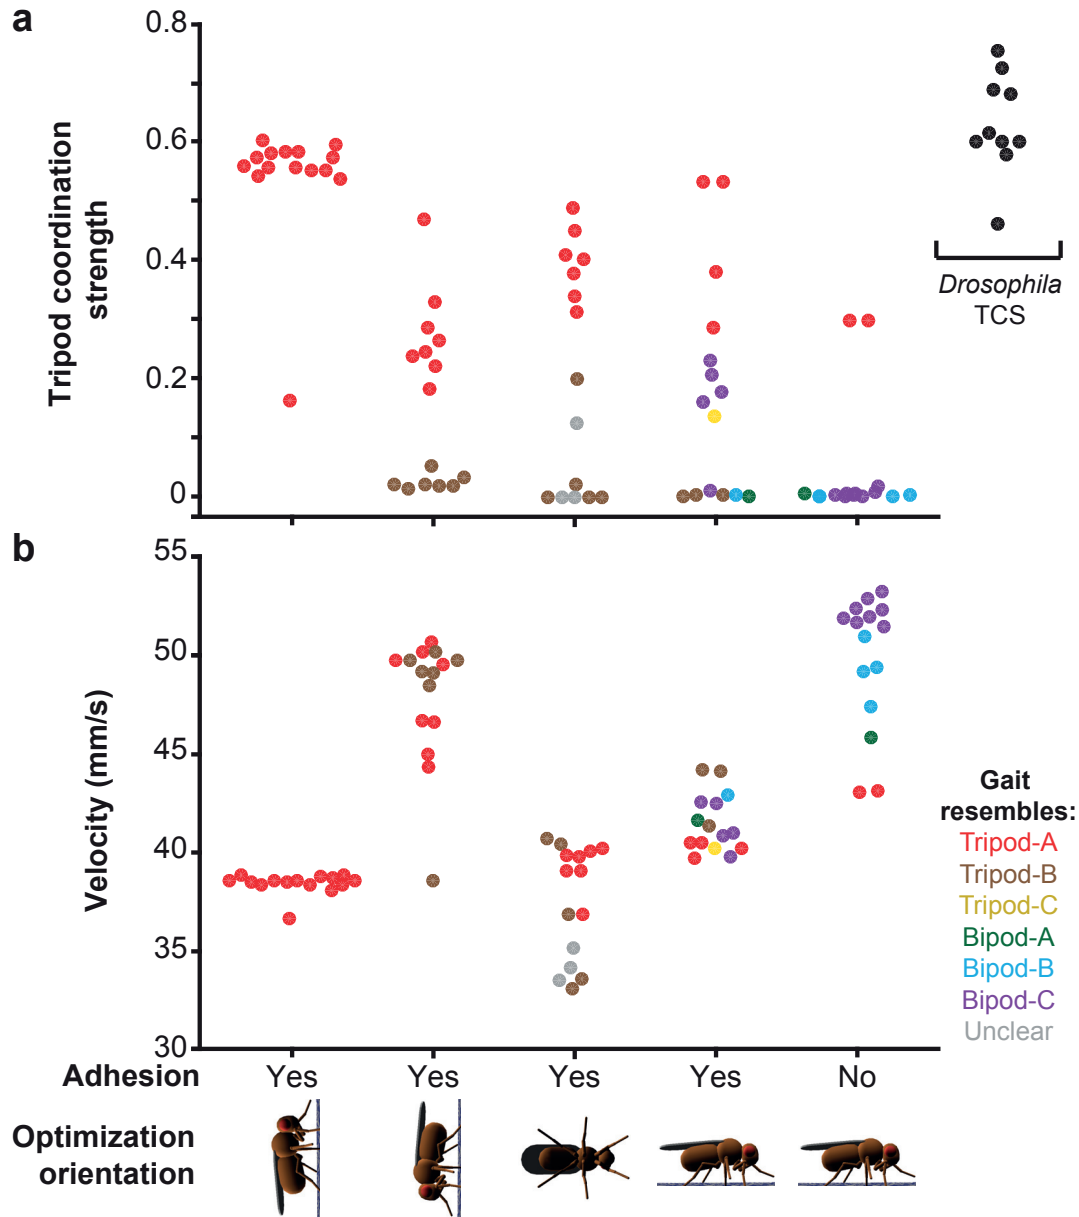 a
0.8
0.6
0.4
0.2
0
Tripod coordination
strength
Drosophila
TCS
b
55
50
45
40
35
30
Velocity (mm/s)
Gait
resembles:
Tripod-A
Tripod-B
Tripod-C
Bipod-A
Bipod-B
Bipod-C
Unclear
Adhesion Yes Yes Yes Yes No
Optimization
orientation